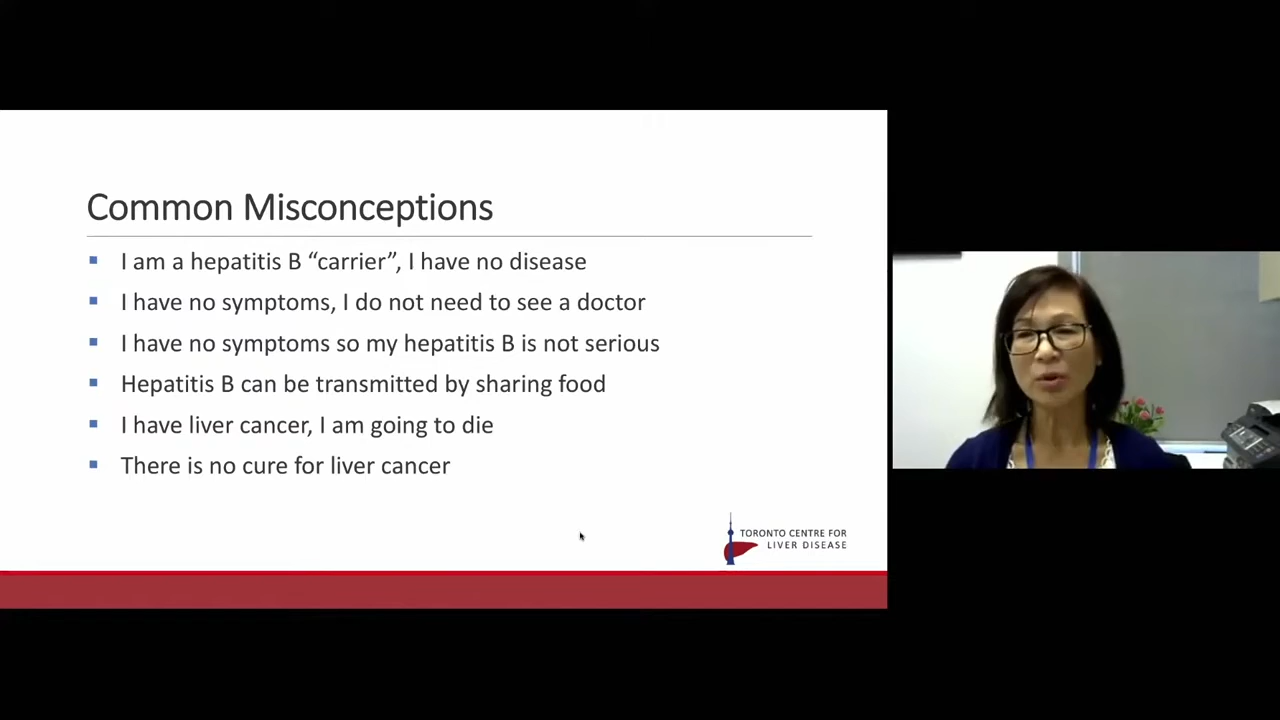 Common Misconceptions
I am a hepatitis B “carier”, I have no disease
I have no symptoms, I do not need to see a doctor
I have no symptoms so my hepatitis B is not serious
Hepatitis B can be transmitted by sharing food
I have liver cancer, I am going to die
There is no cure for liver cancer
TORONTO CENTRE FOR
LIVER DISEASE